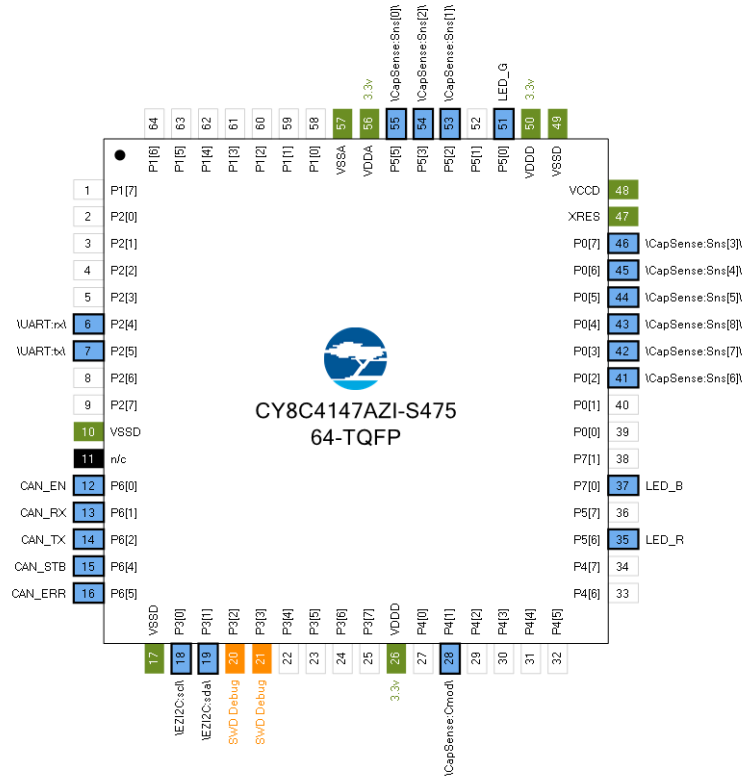 \CapSense:Sns[0]\
\CapSense:Sns[2]\
\CapSense:Sns[1]\
LED_G
3.3v
3.3v
64 63 62 61 60 59 58 57 56 55 54 53 52 51 50 49
P1[6] P1[5] P1[4] P1[3] P1[2] P1[1] P1[0] VSSA VDDA P5[5] P5[3] P5[2] P5[1] P5[0] VDDD VSSD
1 P1[7]
2 P2[0]
3 P2[1]
4 P2[2]
5 P2[3]
\UART:rx\ 6 P2[4]
\UART:tx\ 7 P2[5]
8 P2[6]
9 P2[7]
10 VSSD
11 n/c
CAN_EN 12 P6[0]
CAN_RX 13 P6[1]
CAN_TX 14 P6[2]
CAN_STB 15 P6[4]
CAN_ERR 16 P6[5]
CY8C4147AZI-S475
64-TQFP
VCCD 48
XRES 47
P0[7] 46 \CapSense:Sns[3]\
P0[6] 45 \CapSense:Sns[4]\
P0[5] 44 \CapSense:Sns[5]\
P0[4] 43 \CapSense:Sns[8]\
P0[3] 42 \CapSense:Sns[7]\
P0[2] 41 \CapSense:Sns[6]\
P0[1] 40
P0[0] 39
P7[1] 38
P7[0] 37 LED_B
P5[7] 36
P5[6] 35 LED_R
P4[7] 34
P4[6] 33
VSSD P3[0] P3[1] P3[2] P3[3] P3[4] P3[5] P3[6] P3[7] VDDD P4[0] P4[1] P4[2] P4[3] P4[4] P4[5]
17 18 19 20 21 22 23 24 25 26 27 28 29 30 31 32
\EZI2C:scl\
\EZI2C:sda\
SWD Debug
SWD Debug
3.3v
\CapSense:Cmod\